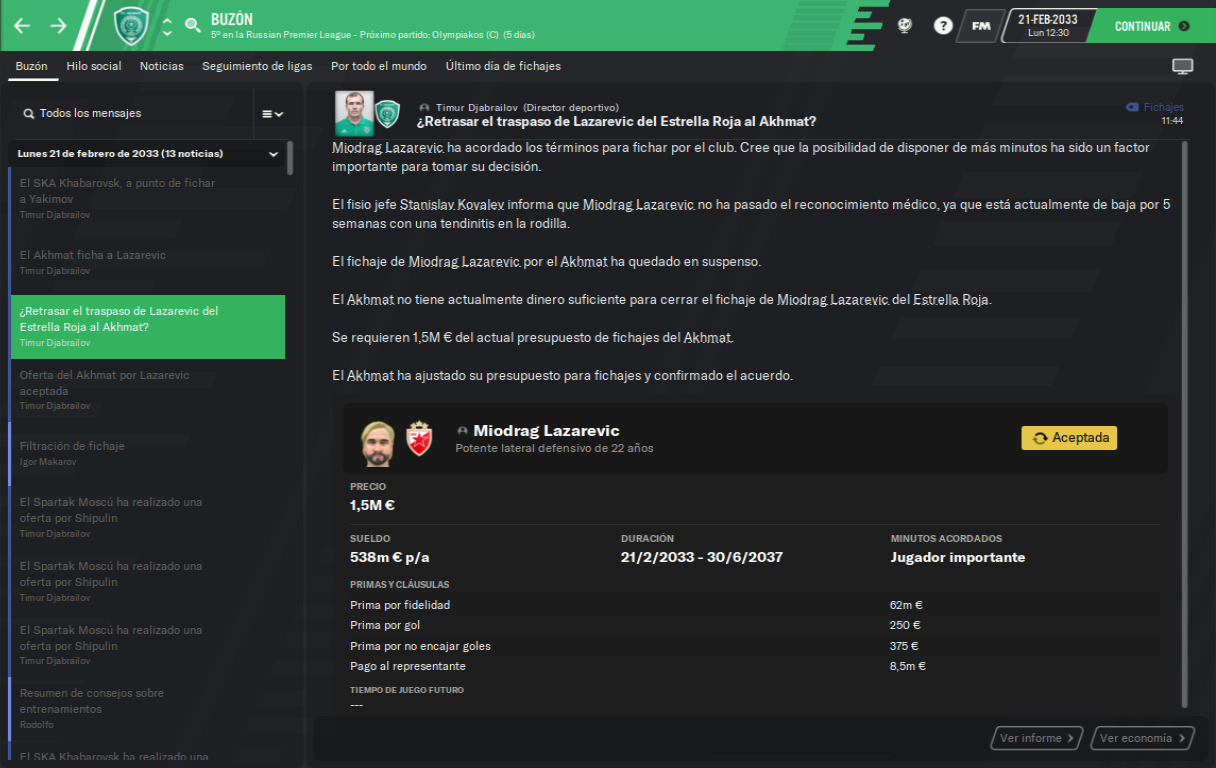 BUZÓN
5º en la Russian Premier League - Próximo partido: Olympiakos (C) (5 días)
?
FM
21-FEB-2033
Lun 12:30
CONTINUAR
Buzón
Hilo social
Noticias
Seguimiento de ligas
Por todo el mundo
Último día de fichajes
Todos los mensajes
Lunes 21 de febrero de 2033 (13 noticias)
El SKA Khabarovsk, a punto de fichar
a Yakimov
Timur Djabrailov
El Akhmat ficha a Lazarevic
Timur Djabrailov
¿Retrasar el traspaso de Lazarevic del
Estrella Roja al Akhmat?
Timur Djabrailov
Oferta del Akhmat por Lazarevic
aceptada
Timur Djabrailov
Filtración de fichaje
Igor Makarov
El Spartak Moscú ha realizado una
oferta por Shipulin
Timur Djabrailov
El Spartak Moscú ha realizado una
oferta por Shipulin
Timur Djabrailov
El Spartak Moscú ha realizado una
oferta por Shipulin
Timur Djabrailov
Resumen de consejos sobre
entrenamientos
Rodolfo
El SKA Khabarovsk ha realizado una
Timur Djabrailov (Director deportivo)
¿Retrasar el traspaso de Lazarevic del Estrella Roja al Akhmat?
Fichajes
11:44
Miodrag Lazarevic ha acordado los términos para fichar por el club. Cree que la posibilidad de disponer de más minutos ha sido un factor
importante para tomar su decisión.
El fisio jefe Stanislav Kovalev informa que Miodrag Lazarevic no ha pasado el reconocimiento médico, ya que está actualmente de baja por 5
semanas con una tendinitis en la rodilla.
El fichaje de Miodrag Lazarevic por el Akhmat ha quedado en suspenso.
El Akhmat no tiene actualmente dinero suficiente para cerrar el fichaje de Miodrag Lazarevic del Estrella Roja.
Se requieren 1,5M € del actual presupuesto de fichajes del Akhmat.
El Akhmat ha ajustado su presupuesto para fichajes y confirmado el acuerdo.
Miodrag Lazarevic
Potente lateral defensivo de 22 años
Aceptada
PRECIO
1,5M €
SUELDO
538m € p/a
DURACIÓN
21/2/2033 - 30/6/2037
MINUTOS ACORDADOS
Jugador importante
PRIMAS Y CLÁUSULAS
Prima por fidelidad
62m €
Prima por gol
250 €
Prima por no encajar goles
375 €
Pago al representante
8,5m €
TIEMPO DE JUEGO FUTURO
---
Ver informe
Ver economía